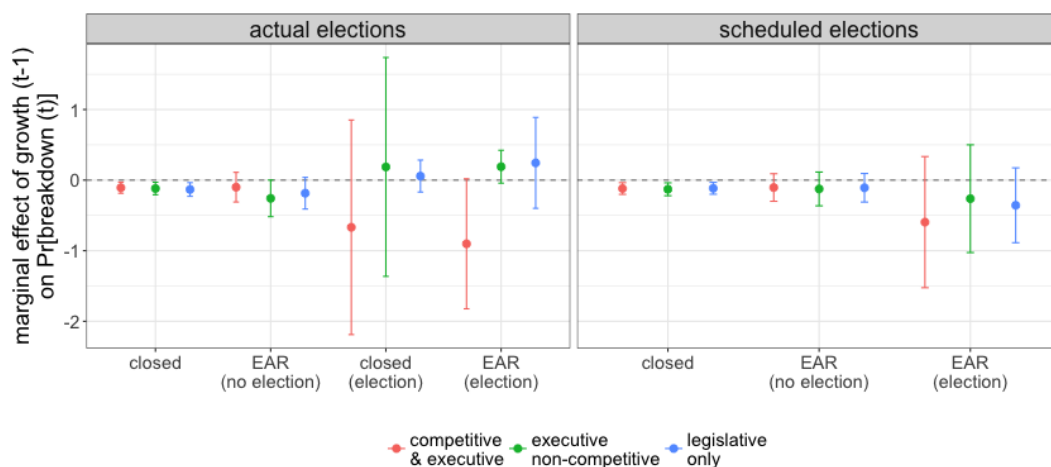 actual elections
scheduled elections
marginal effect of growth (t-1)
on Pr[breakdown (t)]
1
0
-1
-2
closed
EAR
(no election)
closed
(election)
EAR
(election)
closed
EAR
(no election)
EAR
(election)
competitive
& executive
executive
non-competitive
legislative
only